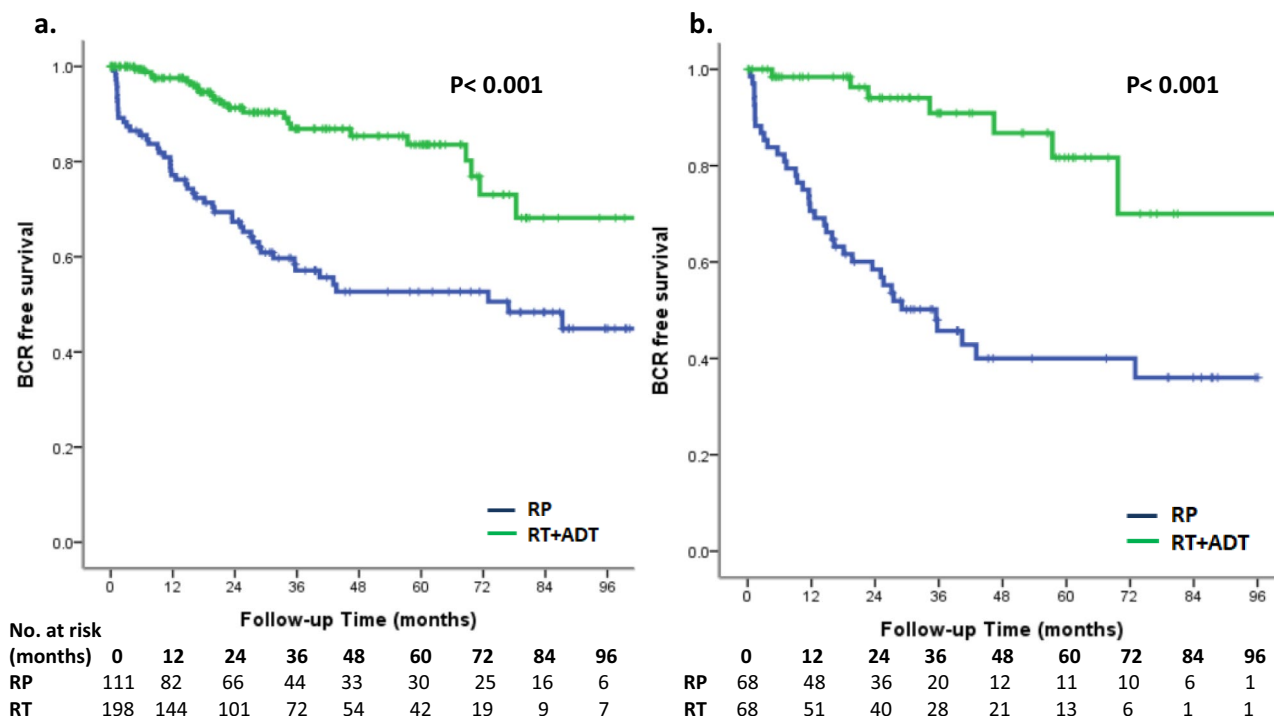 a.
P< 0.001
BCR free survival
1.0
0.8
0.6
0.4
0.2
0.0
RP
RT+ADT
0 12 24 36 48 60 72 84 96
Follow-up Time (months)
No. at risk
(months) 0 12 24 36 48 60 72 84 96
RP 111 82 66 44 33 30 25 16 6
RT 198 144 101 72 54 42 19 9 7
b.
P< 0.001
BCR free survival
1.0
0.8
0.6
0.4
0.2
0.0
RP
RT+ADT
0 12 24 36 48 60 72 84 96
Follow-up Time (months)
0 12 24 36 48 60 72 84 96
RP 68 48 36 20 12 11 10 6 1
RT 68 51 40 28 21 13 6 1 1